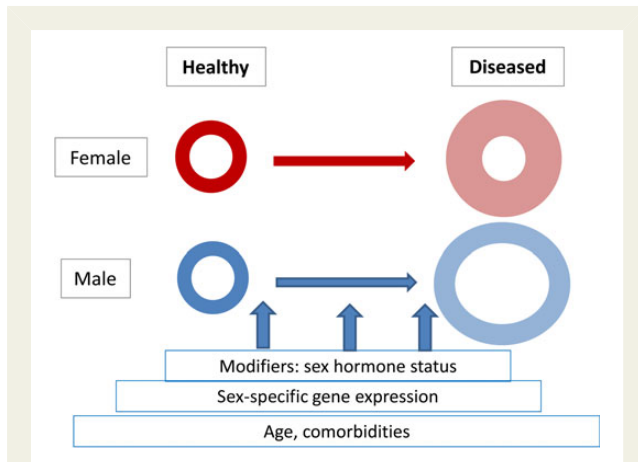 Healthy
Diseased
Female
Male
Modifiers: sex hormone status
Sex-specific gene expression
Age, comorbidities